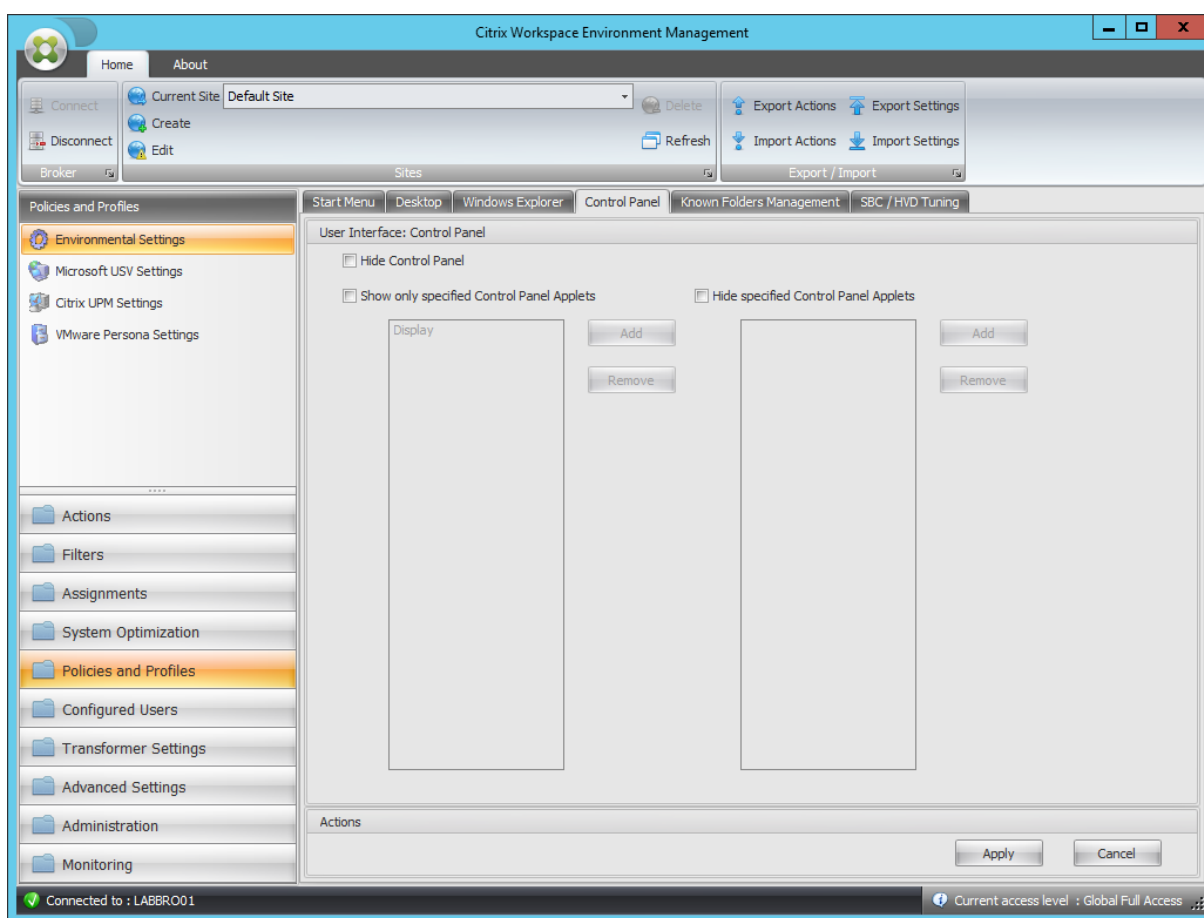 Citrix Workspace Environment Management
Home About
Connect
Disconnect
Broker
Current Site Default Site
Create
Edit
Delete
Refresh
Sites
Export Actions Export Settings
Import Actions Import Settings
Export / Import
Policies and Profiles
Environmental Settings
Microsoft USV Settings
Citrix UPM Settings
VMware Persona Settings
Actions
Filters
Assignments
System Optimization
Policies and Profiles
Configured Users
Transformer Settings
Advanced Settings
Administration
Monitoring
Start Menu Desktop Windows Explorer Control Panel Known Folders Management SBC / HVD Tuning
User Interface: Control Panel
Hide Control Panel
Show only specified Control Panel Applets Hide specified Control Panel Applets
Display
Add
Remove
Add
Remove
Actions
Apply Cancel
Connected to : LABBRO01
Current access level : Global Full Access